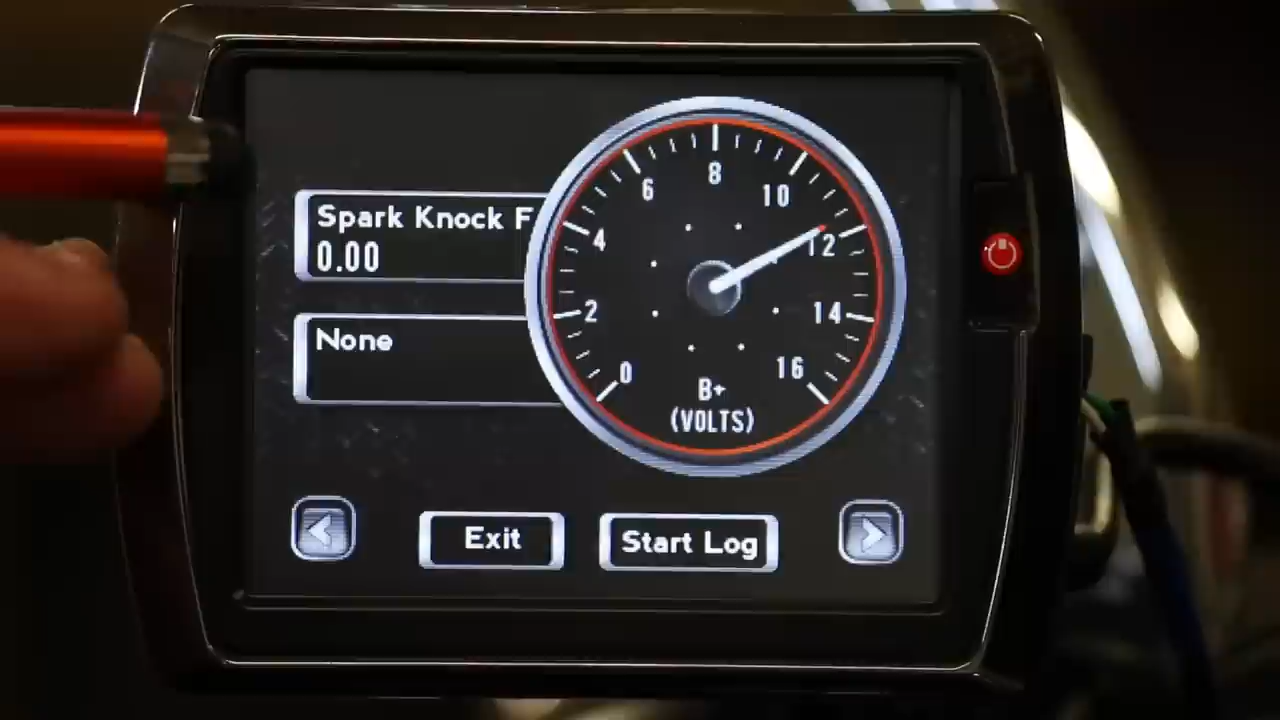 Spark Knock F
0.00
None
0
2
4
6
8
10
12
14
16
B+
(VOLTS)
Exit
Start Log